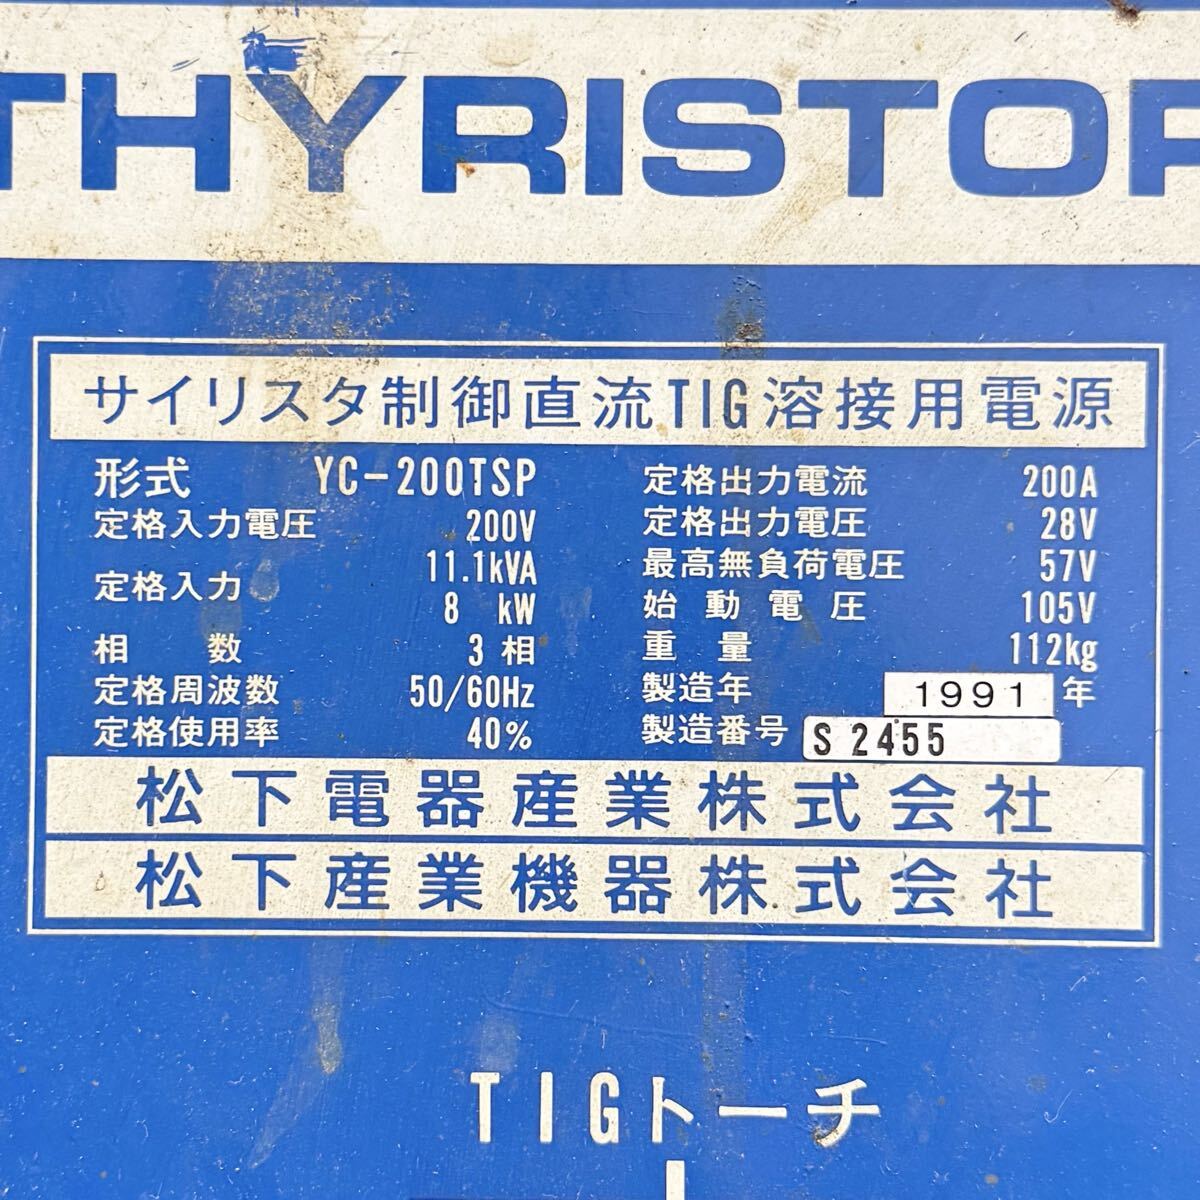 THYRISTOR
サイリスタ制御直流TIG溶接用電源
形式 YC-200TSP
定格入力電圧 200V
定格入力 11.1kVA
8 kW
相数 3相
定格周波数 50/60Hz
定格使用率 40%
定格出力電流 200A
定格出力電圧 28V
最高無負荷電圧 57V
始動電圧 105V
重量 112kg
製造年 1991年
製造番号 S 2455
松下電器産業株式会社
松下産業機器株式会社
TIGトーチ